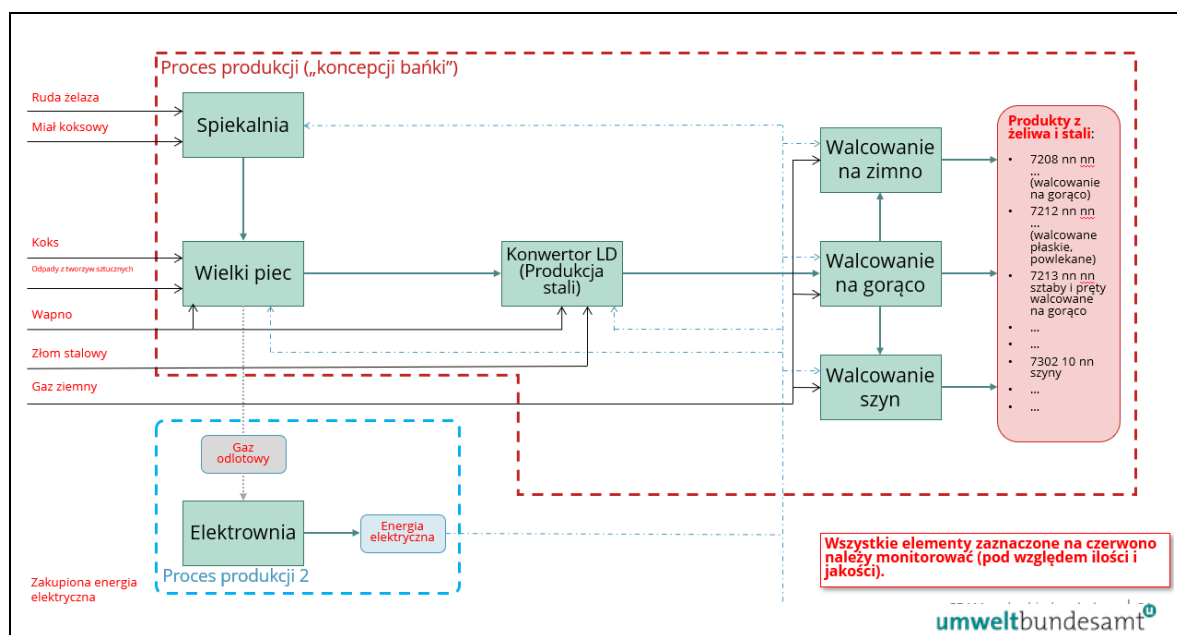 Proces produkcji („koncepcji bańki”)
Ruda żelaza
Miał koksowy
Spiekalnia
Koks
Odpady z tworzyw sztucznych
Wielki piec
Wapno
Złom stalowy
Gaz ziemny
Konwertor LD
(Produkcja
stali)
Walcowanie
na zimno
Walcowanie
na gorąco
Walcowanie
szyn
Produkty z
żeliwa i stali:
• 7208 nn nn
...
(walcowanie
na gorąco)
• 7212 nn nn
...
(walcowane
płaskie,
powlekane)
• 7213 nn nn
sztaby i pręty
walcowane
na gorąco
• ...
• ...
• 7302 10 nn
szyny
• ...
• ...
Gaz
odlotowy
Elektrownia
Energia
elektryczna
Proces produkcji 2
Zakupiona energia
elektryczna
Wszystkie elementy zaznaczone na czerwono
należy monitorować (pod względem ilości i
jakości).
umweltbundesamt
u